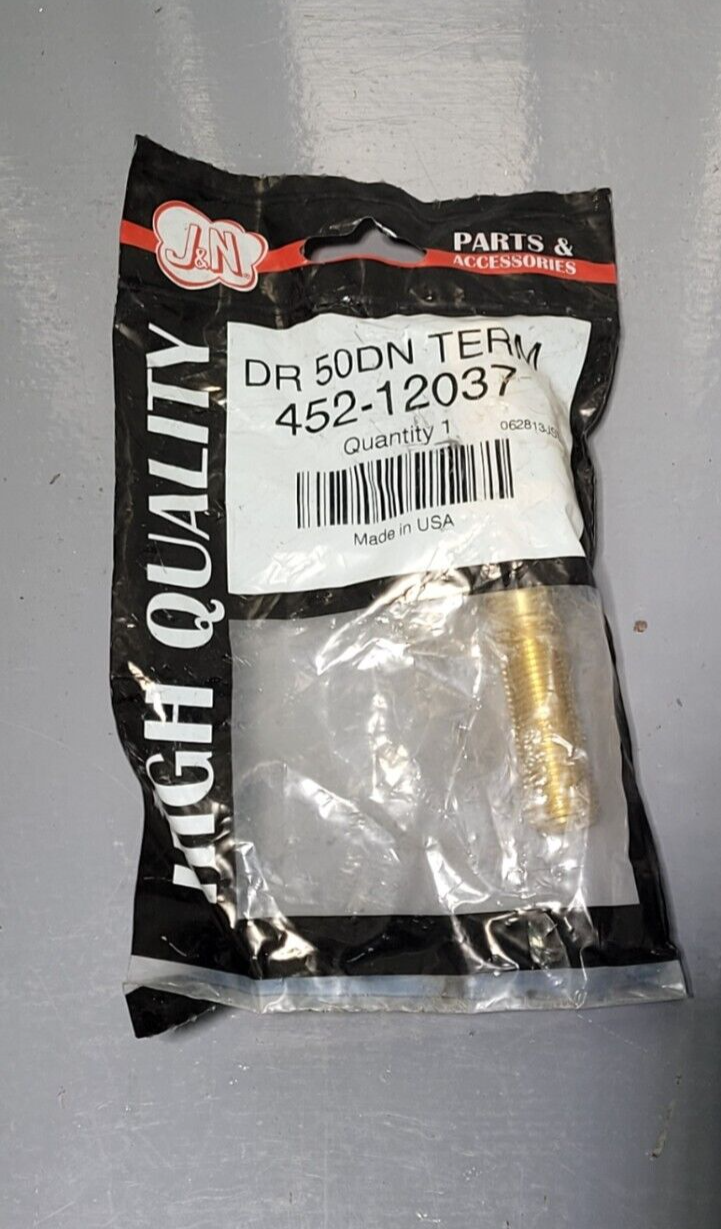 J&N
PARTS &
ACCESSORIES
HIGH QUALITY
DR 50DN TERM
452-12037
Quantity 1
Made in USA